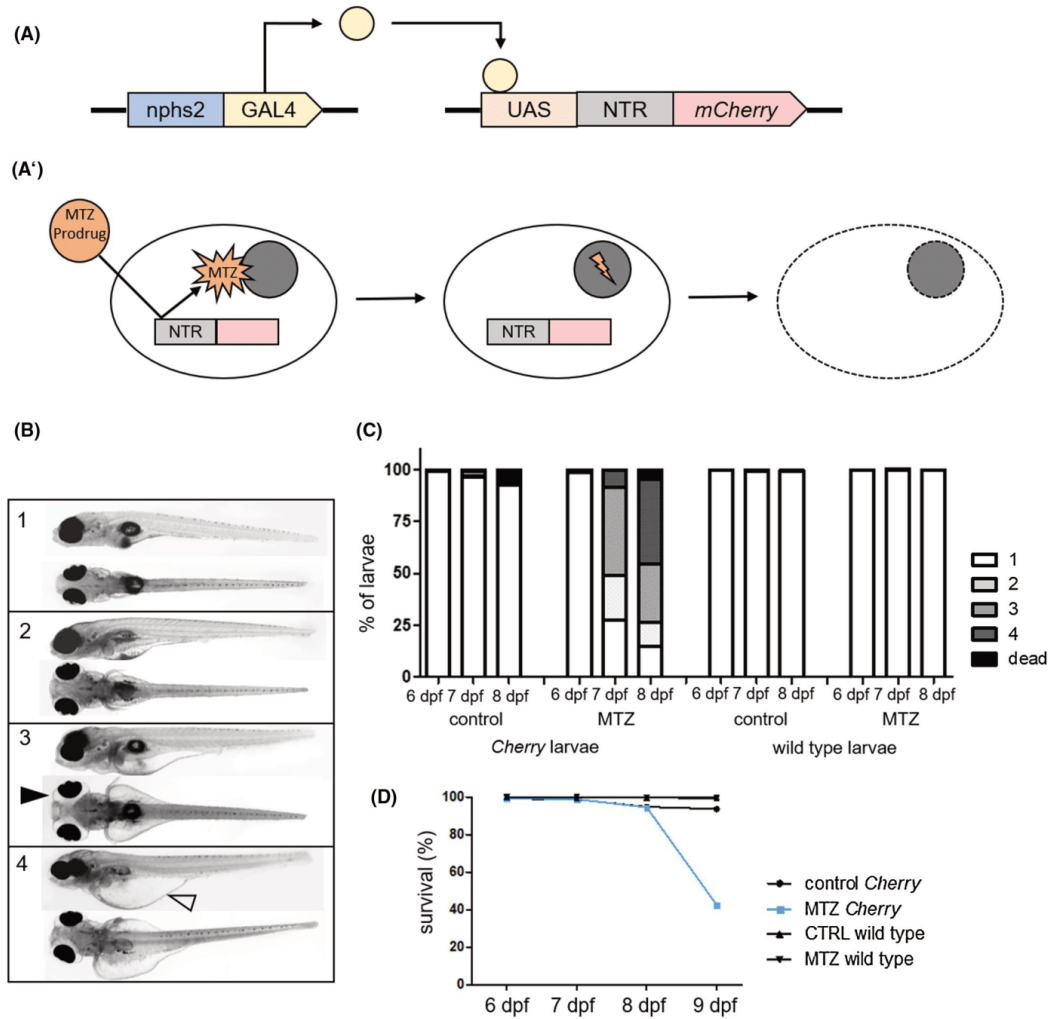 (A)
nphs2 GAL4 UAS NTR mCherry
(A')
MTZ
Prodrug
MTZ
NTR NTR
(B)
1
2
3
4
(C)
% of larvae
100
75
50
25
0
6 dpf 7 dpf 8 dpf 6 dpf 7 dpf 8 dpf 6 dpf 7 dpf 8 dpf 6 dpf 7 dpf 8 dpf
control MTZ control MTZ
Cherry larvae wild type larvae
1
2
3
4
dead
(D)
survival (%)
100
80
60
40
20
0
6 dpf 7 dpf 8 dpf 9 dpf
control Cherry
MTZ Cherry
CTRL wild type
MTZ wild type